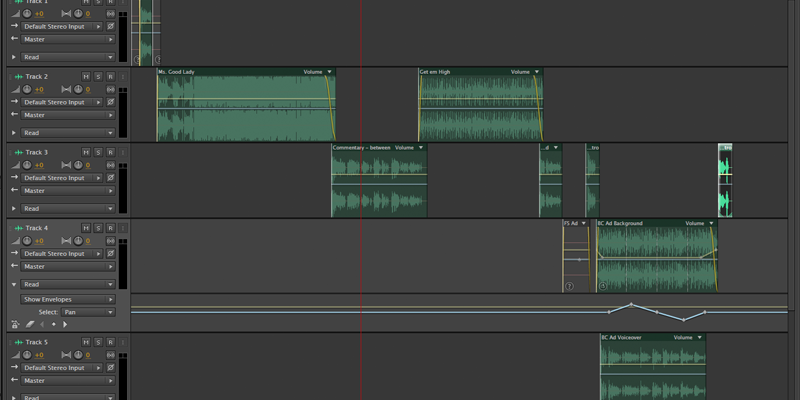 Track 1
+0 0
Default Stereo Input
Master
Read
Track 2 M S R
+0 0
Default Stereo Input
Master
Read
Ms. Good Lady Volume
Get em High Volume
Track 3 M S R
+0 0
Default Stereo Input
Master
Read
Commentary – between Volume
...d
...tro
...tro
Track 4 M S R
+0 0
Default Stereo Input
Master
Read
Show Envelopes
Select: Pan
FS Ad
BC Ad Background Volume
Track 5 M S R
+0 0
Default Stereo Input
Master
Read
BC Ad Voiceover Volume